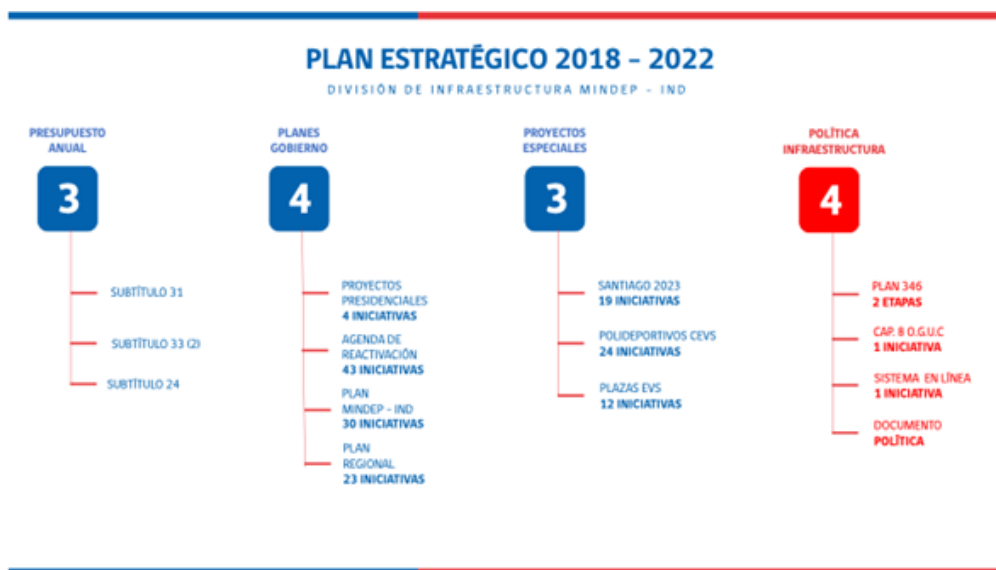 PLAN ESTRATÉGICO 2018 – 2022
DIVISIÓN DE INFRAESTRUCTURA MINDEP – IND
PRESUPUESTO
ANUAL
3
SUBTÍTULO 31
SUBTÍTULO 33 (2)
SUBTÍTULO 24
PLANES
GOBIERNO
4
PROYECTOS
PRESIDENCIALES
4 INICIATIVAS
AGENDA DE
REACTIVACIÓN
43 INICIATIVAS
PLAN
MINDEP – IND
30 INICIATIVAS
PLAN
REGIONAL
23 INICIATIVAS
PROYECTOS
ESPECIALES
3
SANTIAGO 2023
19 INICIATIVAS
POLIDEPORTIVOS CEVS
24 INICIATIVAS
PLAZAS EVS
12 INICIATIVAS
POLÍTICA
INFRAESTRUCTURA
4
PLAN 346
2 ETAPAS
CAP. 8 O.G.U.C
1 INICIATIVA
SISTEMA EN LÍNEA
1 INICIATIVA
DOCUMENTO
POLÍTICA